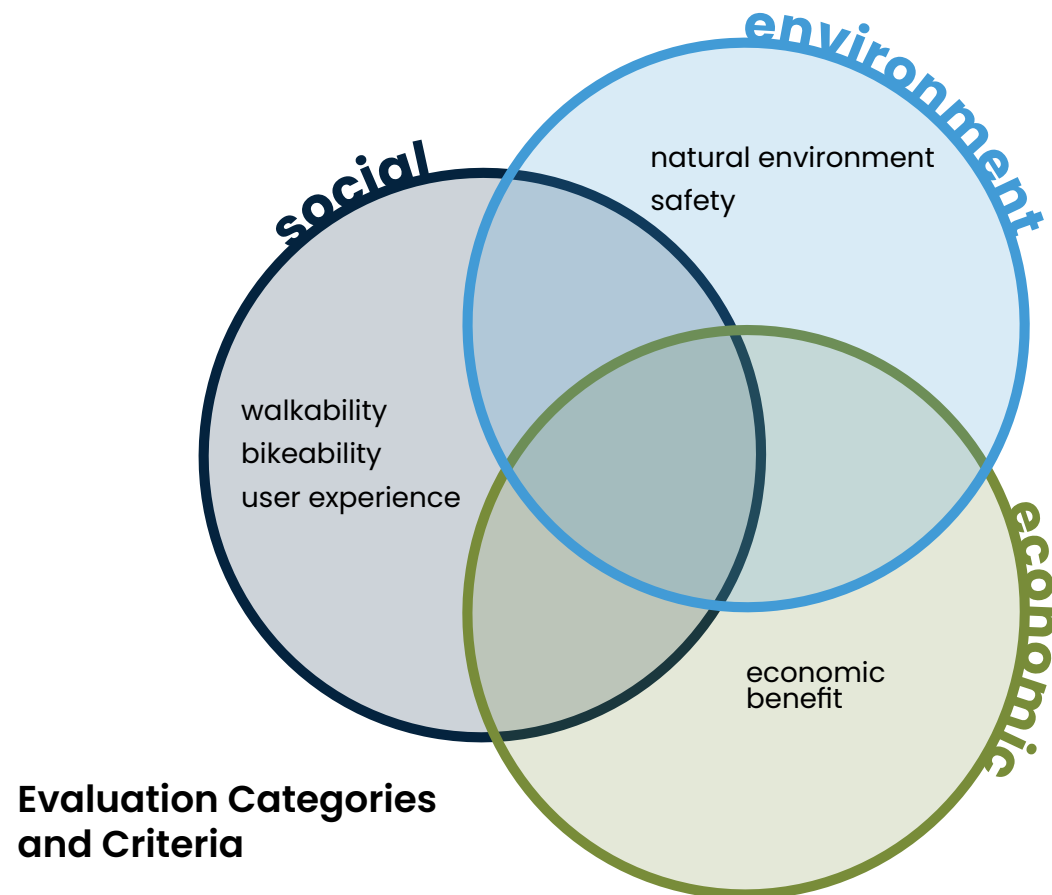 environment
natural environment
safety
social
walkability
bikeability
user experience
economic
economic
benefit
Evaluation Categories
and Criteria